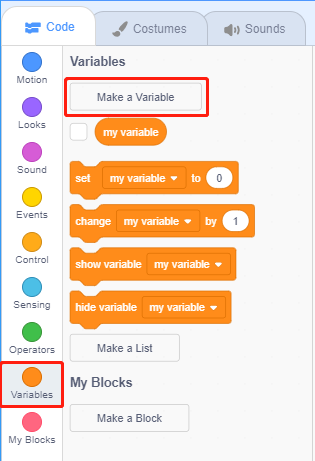 Code
Costumes
Sounds
Motion
Looks
Sound
Events
Control
Sensing
Operators
Variables
My Blocks
Variables
Make a Variable
my variable
set my variable to 0
change my variable by 1
show variable my variable
hide variable my variable
Make a List
My Blocks
Make a Block